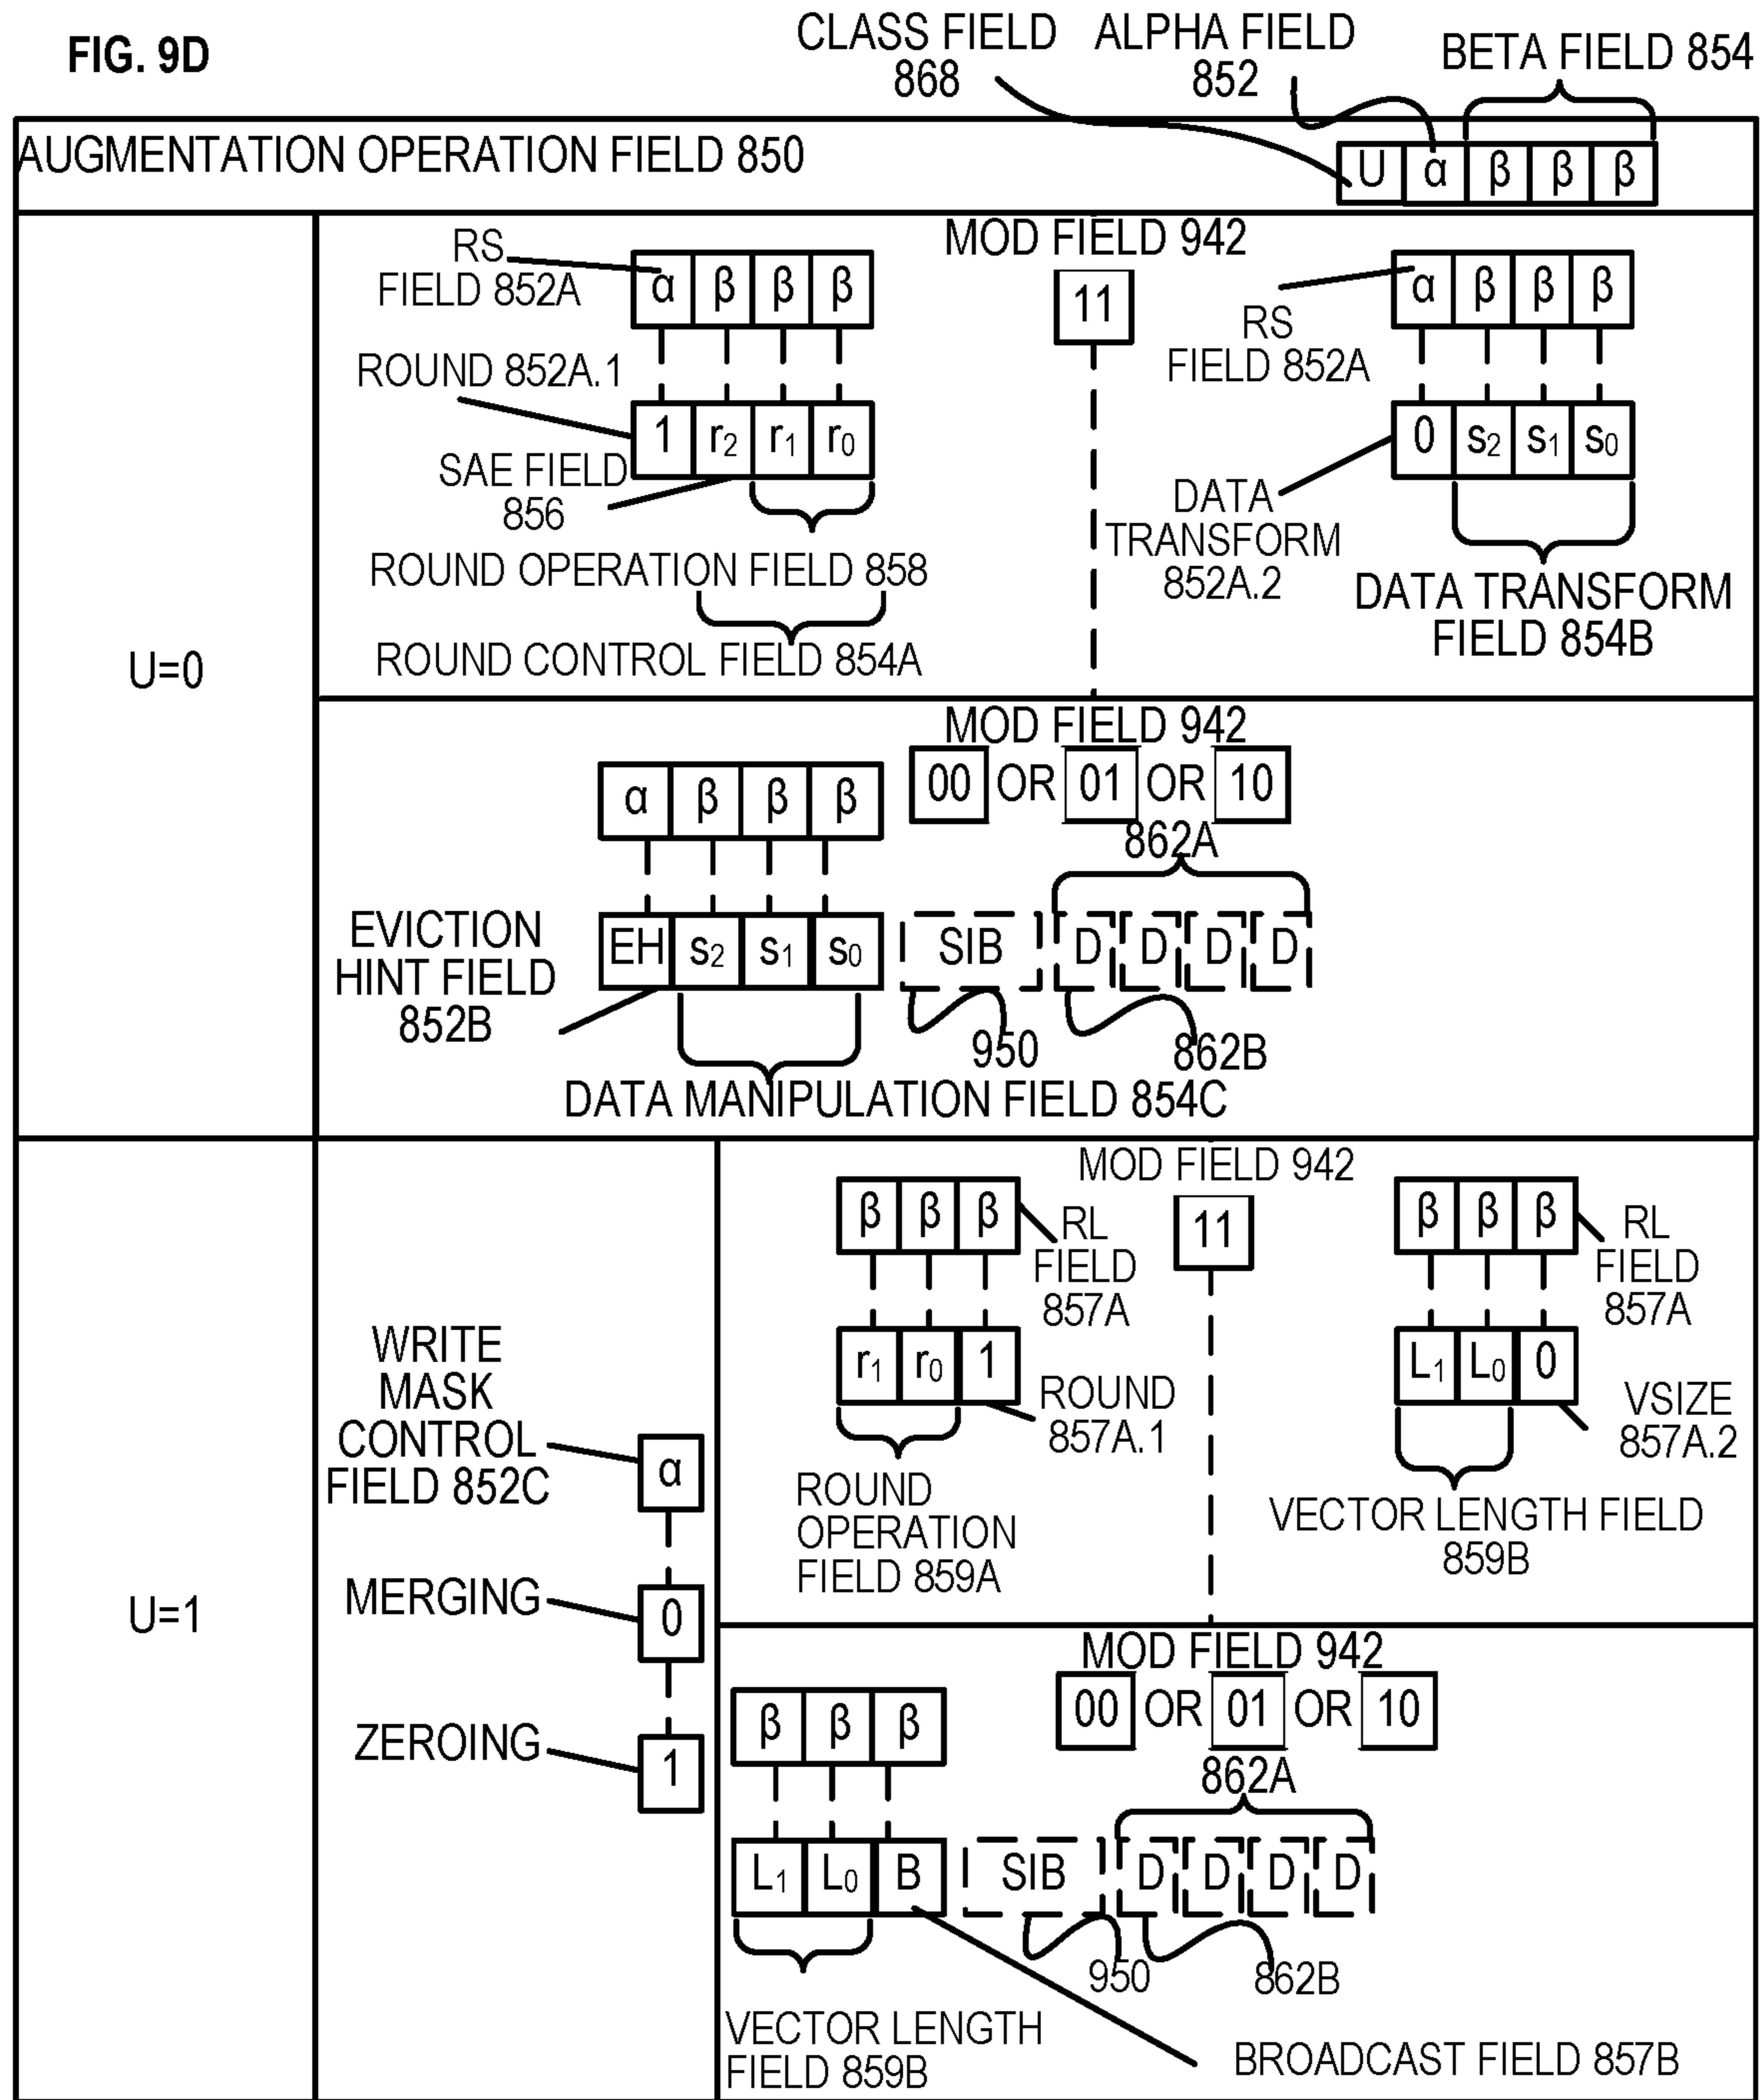 FIG. 9D
CLASS FIELD
868
ALPHA FIELD
852
BETA FIELD 854
AUGMENTATION OPERATION FIELD 850
U α β β β
U=0
MOD FIELD 942
11
RS
FIELD 852A
α β β β
ROUND 852A.1
1 r2 r1 r0
SAE FIELD
856
ROUND OPERATION FIELD 858
ROUND CONTROL FIELD 854A
α β β β
RS
FIELD 852A
0 s2 s1 s0
DATA
TRANSFORM
852A.2
DATA TRANSFORM
FIELD 854B
MOD FIELD 942
00 OR 01 OR 10
α β β β
862A
EVICTION
HINT FIELD
852B
EH s2 s1 s0 SIB D D D D
950
862B
DATA MANIPULATION FIELD 854C
U=1
WRITE
MASK
CONTROL
FIELD 852C
α
MERGING
0
ZEROING
1
MOD FIELD 942
11
β β β
RL
FIELD
857A
r1 r0 1
ROUND
857A.1
ROUND
OPERATION
FIELD 859A
β β β
RL
FIELD
857A
L1 L0 0
VSIZE
857A.2
VECTOR LENGTH FIELD
859B
MOD FIELD 942
00 OR 01 OR 10
β β β
862A
L1 L0 B SIB D D D D
950
862B
VECTOR LENGTH
FIELD 859B
BROADCAST FIELD 857B